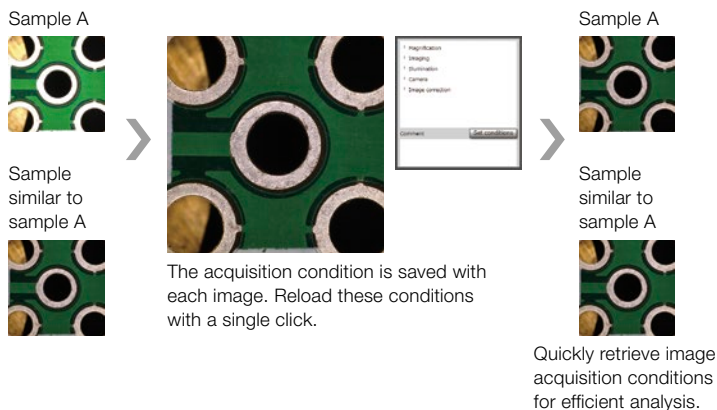 Sample A
Sample
similar to
sample A
Magnification
Imaging
Illumination
Camera
Image correction
Comment
Get conditions
The acquisition condition is saved with
each image. Reload these conditions
with a single click.
Sample A
Sample
similar to
sample A
Quickly retrieve image
acquisition conditions
for efficient analysis.